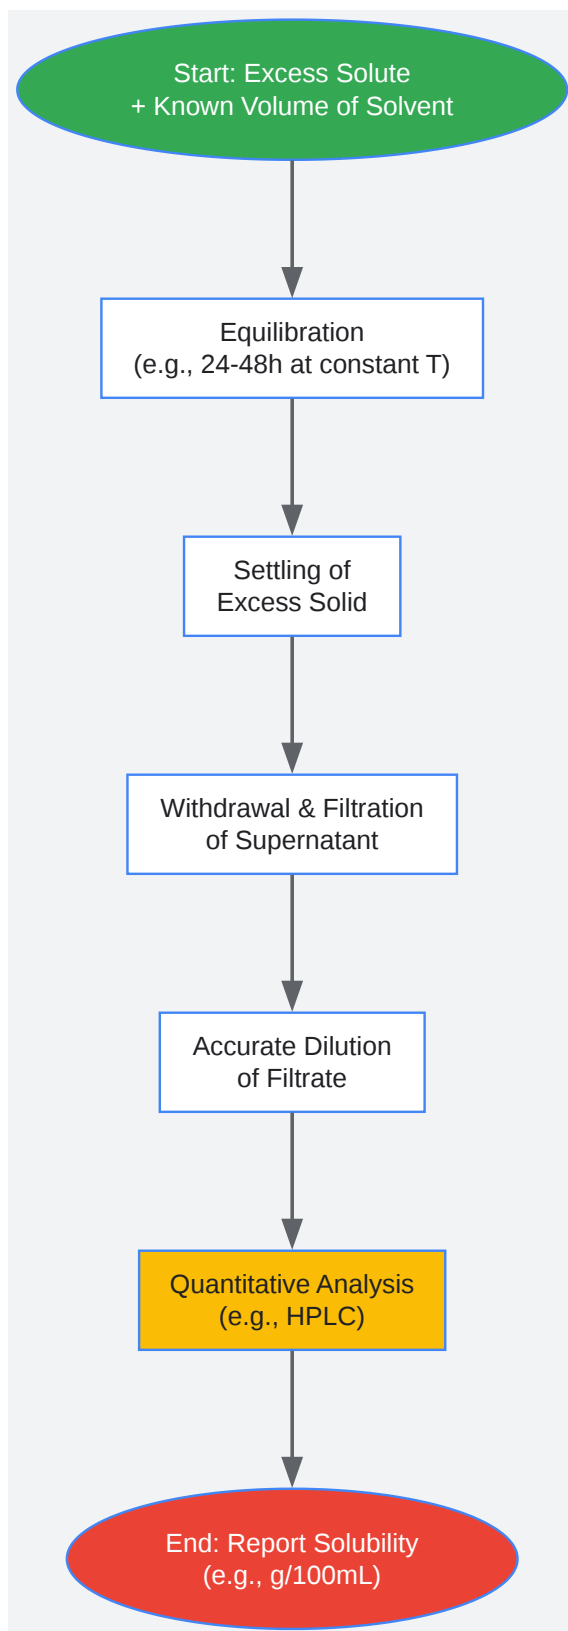 Start: Excess Solute
+ Known Volume of Solvent
Equilibration
(e.g., 24-48h at constant T)
Settling of
Excess Solid
Withdrawal & Filtration
of Supernatant
Accurate Dilution
of Filtrate
Quantitative Analysis
(e.g., HPLC)
End: Report Solubility
(e.g., g/100mL)